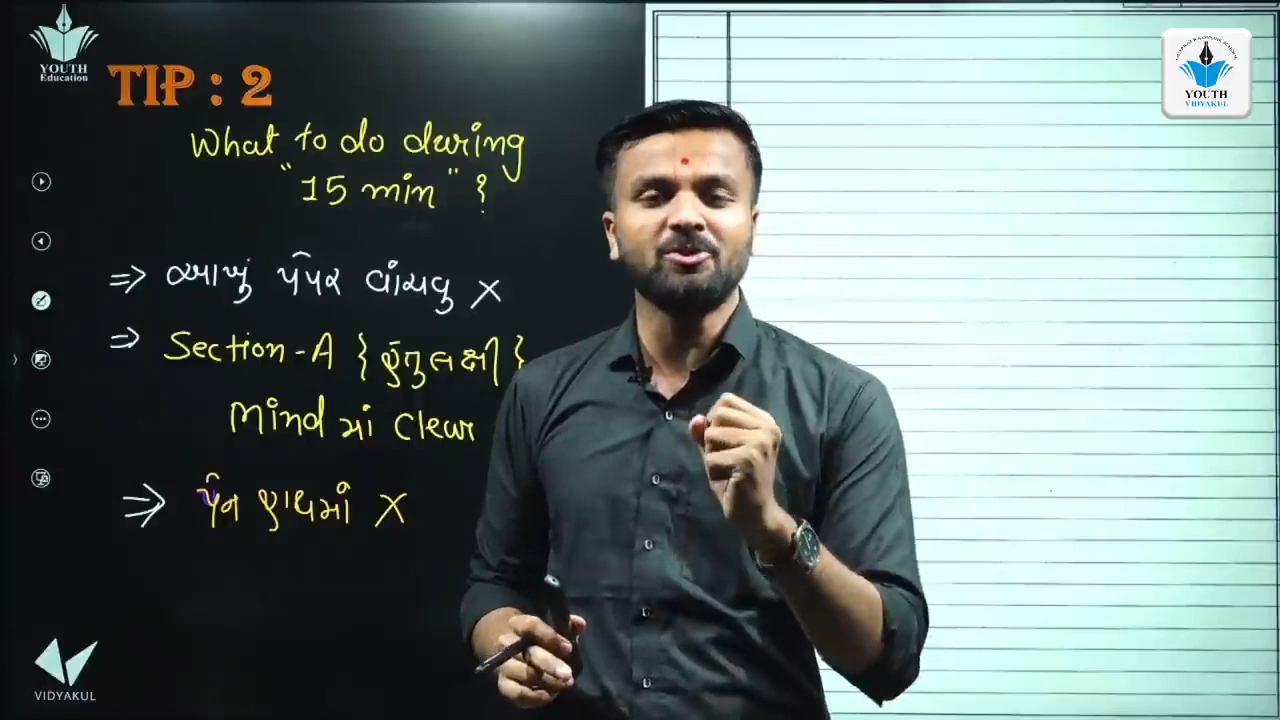 YOUTH
Education
TIP : 2
What to do during
"15 min" ?
⇒ આખું પેપર વાંચવુ X
⇒ Section-A { હેતુલક્ષી }
Mind માં Clear
⇒ પેન હાથમાં X
VIDYAKUL
YOUTH
VIDYAKUL